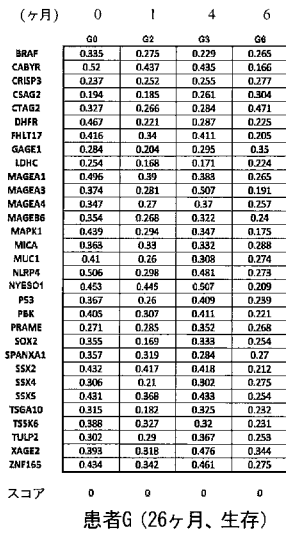 (ヶ月) 0 1 4 6
G0 G2 G3 G6
BRAF 0.335 0.275 0.229 0.265
CABYR 0.52 0.437 0.435 0.166
CRISP3 0.237 0.252 0.255 0.277
CSAG2 0.194 0.185 0.261 0.304
CTAG2 0.327 0.266 0.284 0.471
DHFR 0.467 0.221 0.287 0.225
FHLT17 0.416 0.34 0.411 0.205
GAGE1 0.284 0.204 0.295 0.35
LDHC 0.254 0.168 0.171 0.224
MAGEA1 0.496 0.39 0.383 0.265
MAGEA3 0.374 0.281 0.507 0.191
MAGEA4 0.347 0.27 0.37 0.257
MAGEB6 0.354 0.268 0.322 0.24
MAPK1 0.439 0.294 0.347 0.175
MICA 0.363 0.33 0.332 0.288
MUC1 0.41 0.26 0.308 0.274
NLRP4 0.506 0.298 0.481 0.273
NYESO1 0.453 0.445 0.507 0.209
P53 0.367 0.26 0.409 0.239
PBK 0.405 0.307 0.411 0.221
PRAME 0.271 0.285 0.352 0.268
SOX2 0.355 0.169 0.333 0.254
SPANXA1 0.357 0.319 0.284 0.27
SSX2 0.432 0.417 0.418 0.212
SSX4 0.306 0.21 0.302 0.275
SSX5 0.431 0.368 0.433 0.254
TSGA10 0.315 0.182 0.325 0.232
TSSK6 0.388 0.327 0.32 0.231
TULP2 0.302 0.29 0.367 0.253
XAGE2 0.393 0.318 0.476 0.344
ZNF165 0.434 0.342 0.461 0.275
スコア 0 0 0 0
患者G (26ヶ月、生存)